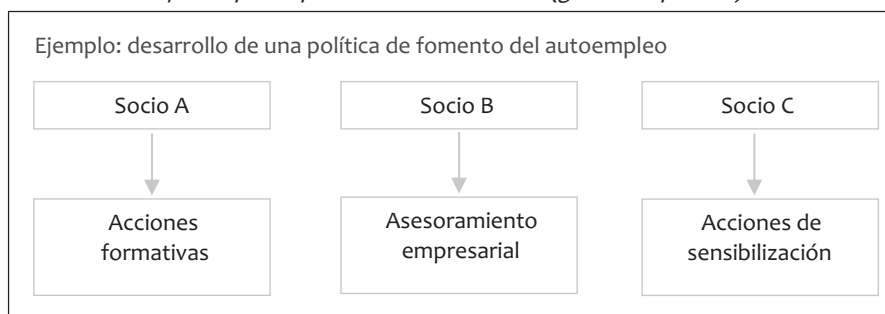 Ejemplo: desarrollo de una política de fomento del autoempleo
Socio A
Socio B
Socio C
Acciones
formativas
Asesoramiento
empresarial
Acciones de
sensibilización